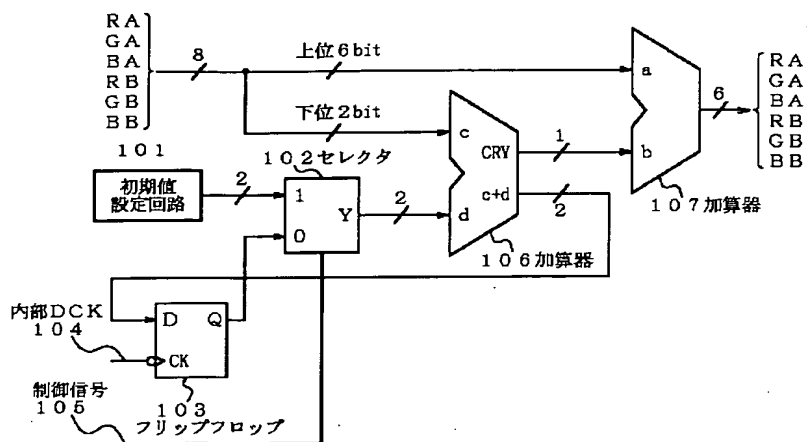 RA
GA
BA
RB
GB
BB
101
8
上位6bit
下位2bit
a
b
6
RA
GA
BA
RB
GB
BB
107加算器
c
CRY
c+d
d
1
2
106加算器
102セレクタ
初期値
設定回路
2
1
0
Y
2
内部DCK
104
D
Q
CK
103
フリップフロップ
制御信号
105